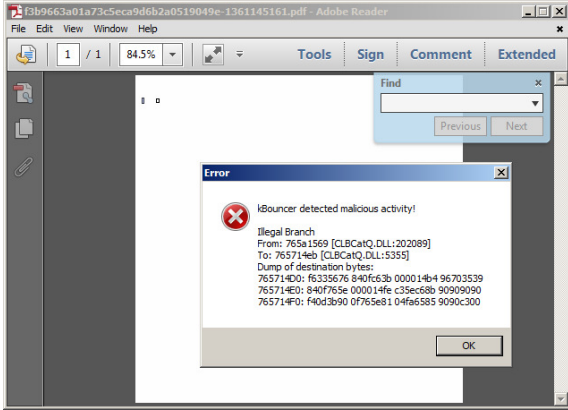 f3b9663a01a73c5eca9d6b2a0519049e-1361145161.pdf - Adobe Reader
File Edit View Window Help
1 / 1 84.5% Tools Sign Comment Extended
Find
Previous Next
Error
kBouncer detected malicious activity!
Illegal Branch
From: 765a1569 [CLBCatQ.DLL:202089]
To: 765714eb [CLBCatQ.DLL:5355]
Dump of destination bytes:
765714D0: f6335676 840fc63b 000014b4 96703539
765714E0: 840f765e 000014fe c35ec68b 90909090
765714F0: f40d3b90 0f765e81 04fa6585 9090c300
OK